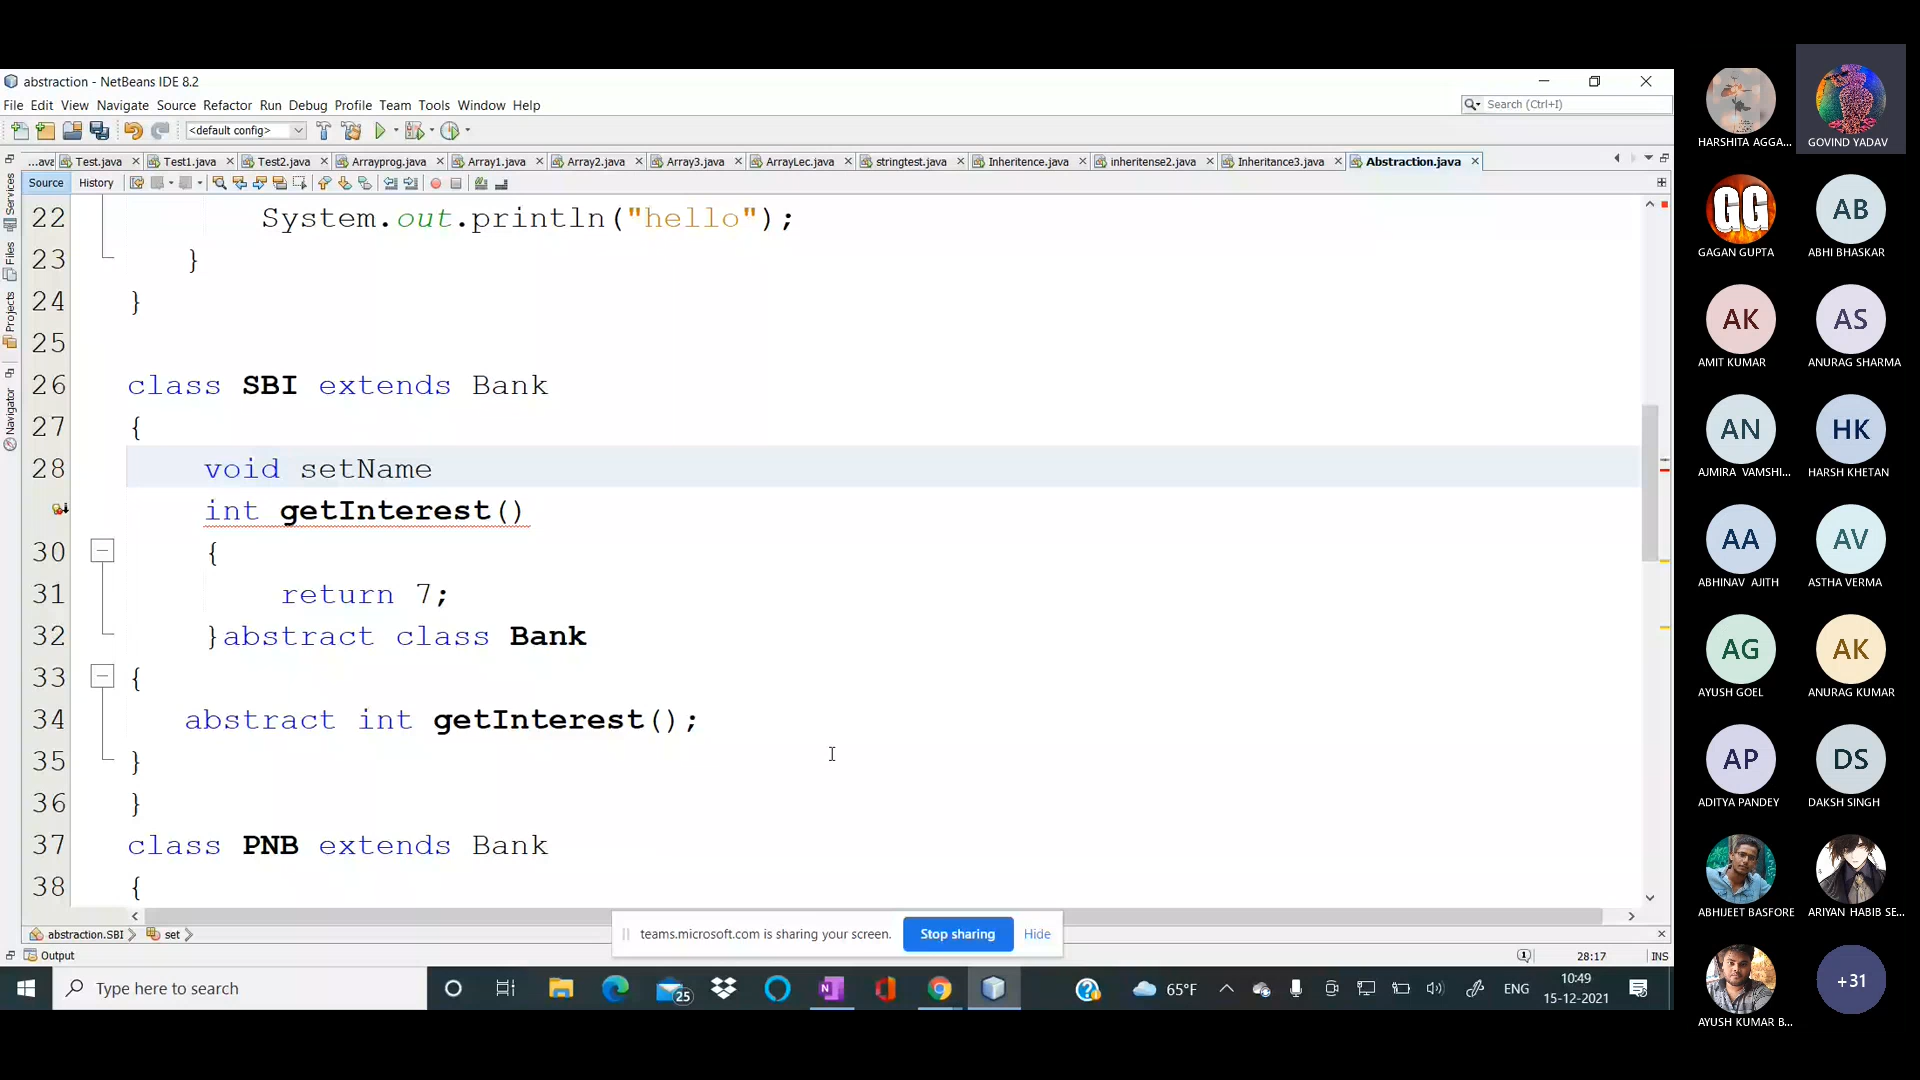 abstraction - NetBeans IDE 8.2
File Edit View Navigate Source Refactor Run Debug Profile Team Tools Window Help
Search (Ctrl+I)
<default config>
...ava Test.java Test1.java Test2.java Arrayprog.java Array1.java Array2.java Array3.java ArrayLec.java stringtest.java Inheritence.java inheritense2.java Inheritance3.java Abstraction.java
Source History
Services
Files
Projects
Navigator
22 System.out.println("hello");
23 }
24 }
25
26 class SBI extends Bank
27 {
28 void setName
int getInterest()
30 {
31 return 7;
32 }abstract class Bank
33 {
34 abstract int getInterest();
35 }
36 }
37 class PNB extends Bank
38 {
abstraction.SBI set
teams.microsoft.com is sharing your screen. Stop sharing Hide
Output
1 28:17 INS
Type here to search
25
65°F
ENG
10:49
15-12-2021
HARSHITA AGGA...
GOVIND YADAV
GG
GAGAN GUPTA
AB
ABHI BHASKAR
AK
AMIT KUMAR
AS
ANURAG SHARMA
AN
AJMIRA VAMSHI...
HK
HARSH KHETAN
AA
ABHINAV AJITH
AV
ASTHA VERMA
AG
AYUSH GOEL
AK
ANURAG KUMAR
AP
ADITYA PANDEY
DS
DAKSH SINGH
ABHIJEET BASFORE
ARIYAN HABIB SE...
AYUSH KUMAR B...
+31